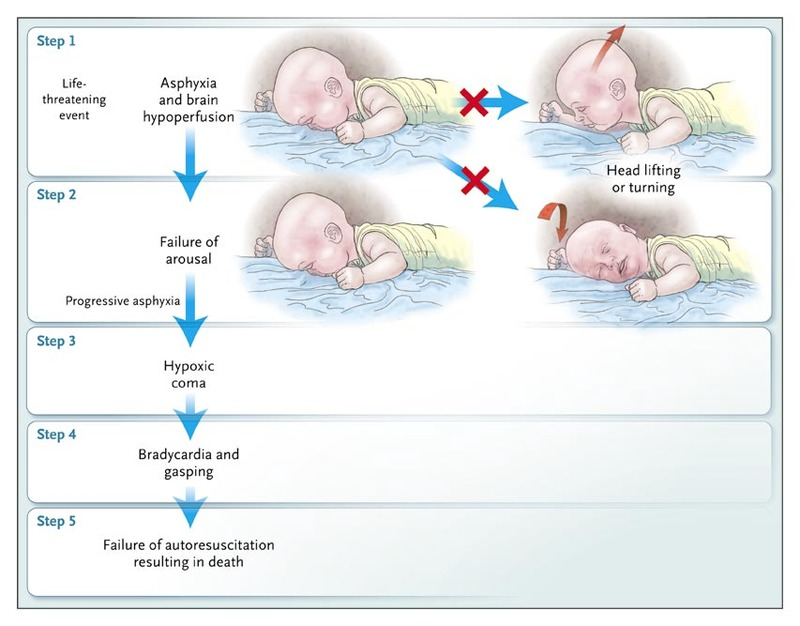 Step 1
Life-
threatening
event
Asphyxia
and brain
hypoperfusion
Head lifting
or turning
Step 2
Failure of
arousal
Progressive asphyxia
Step 3
Hypoxic
coma
Step 4
Bradycardia and
gasping
Step 5
Failure of autoresuscitation
resulting in death